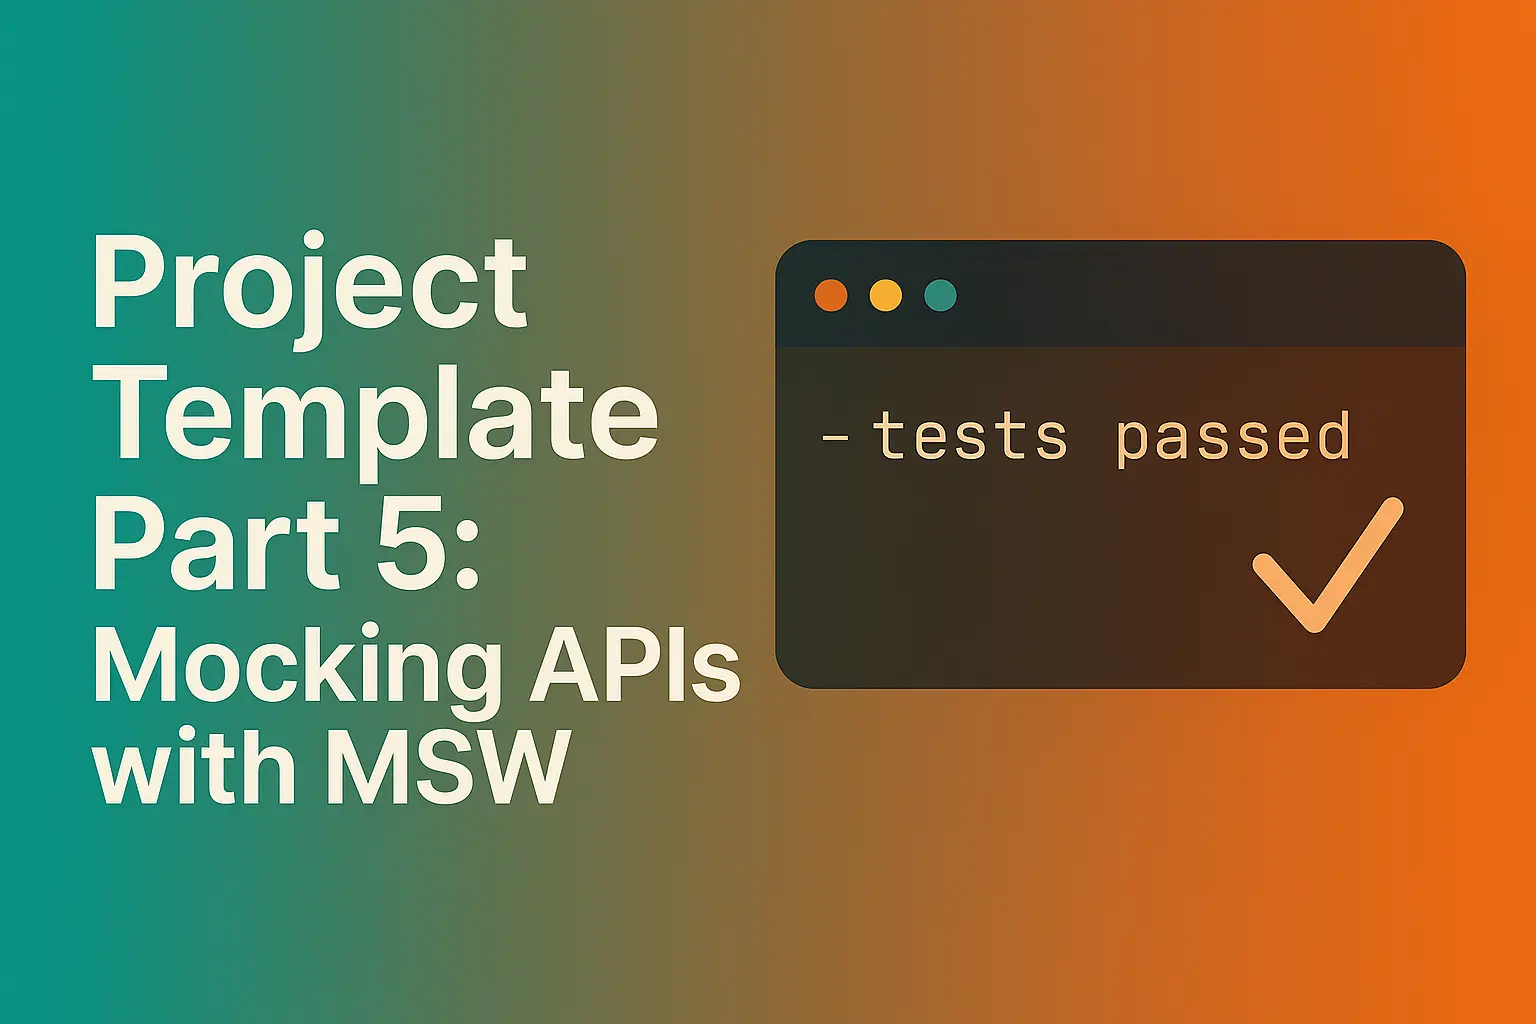 Project
Template
Part 5:
Mocking APIs
with MSW
– tests passed